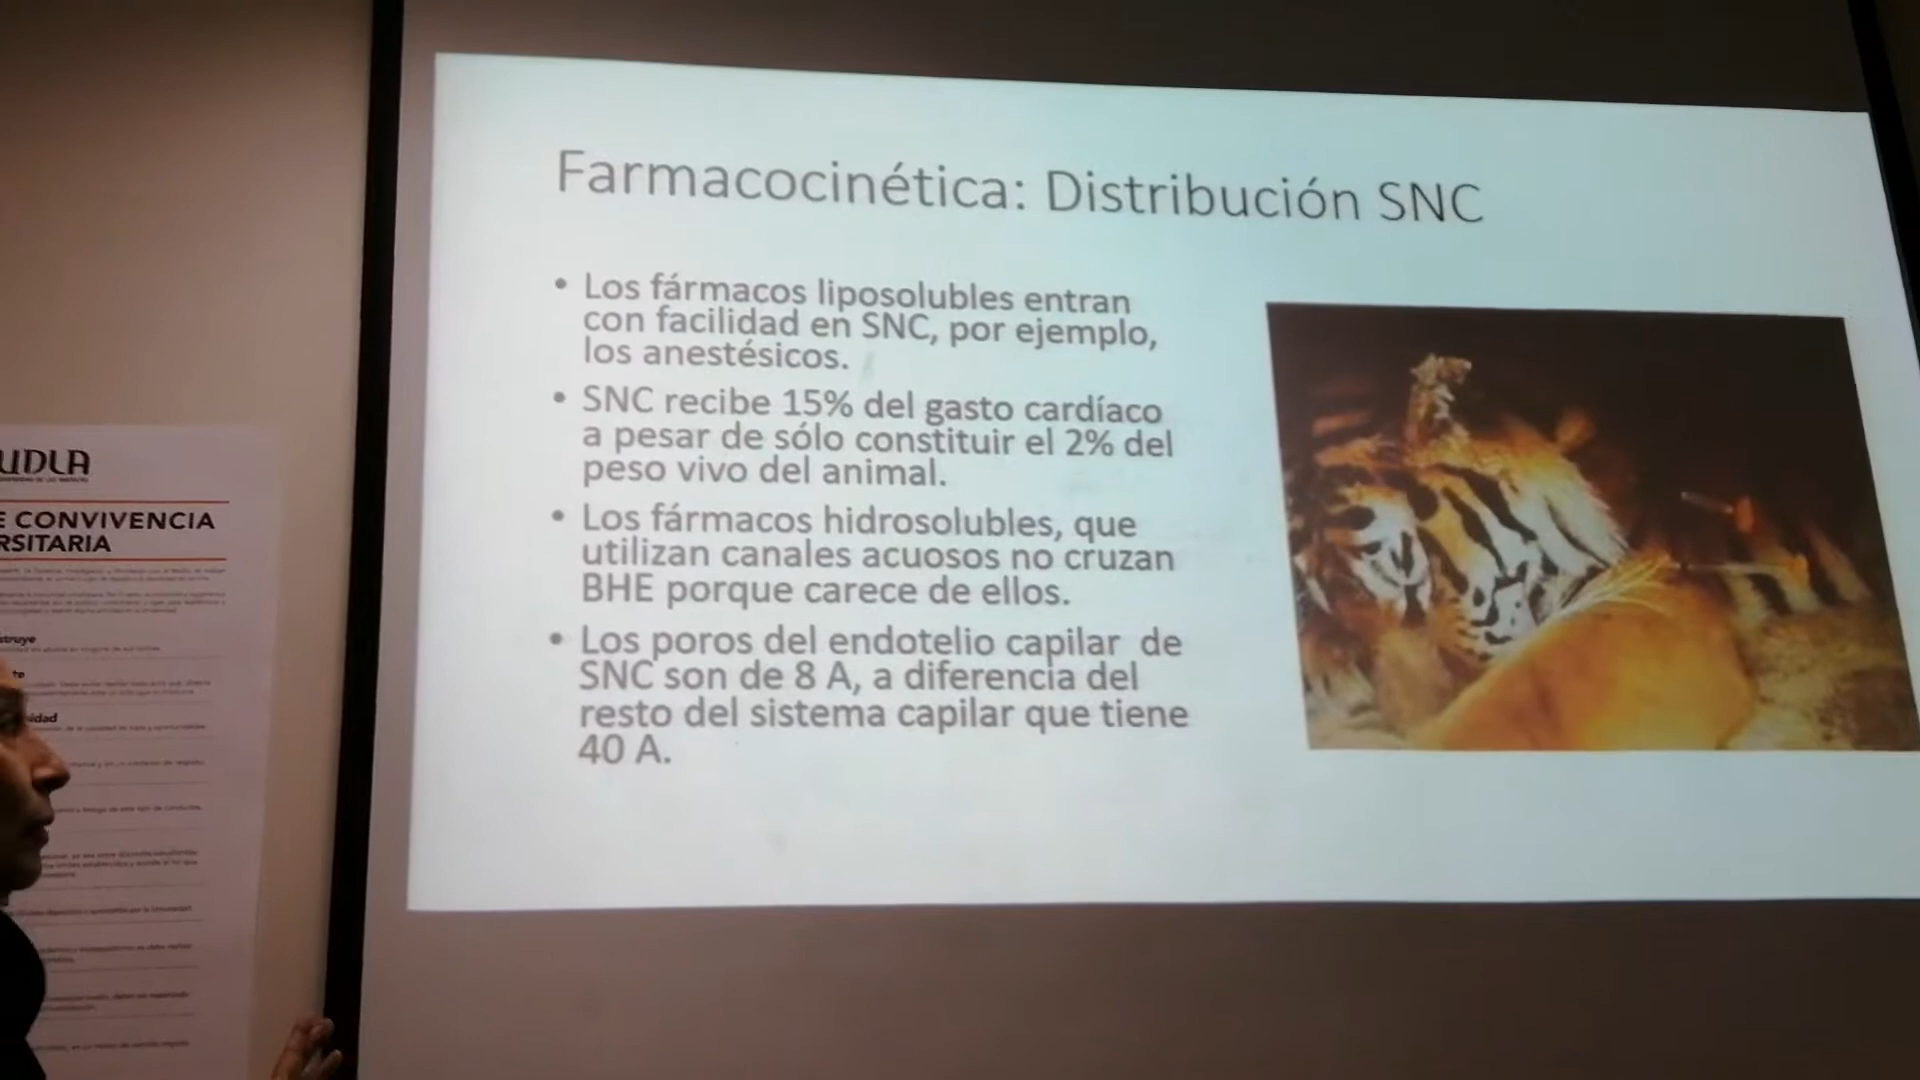 Farmacocinética: Distribución SNC
• Los fármacos liposolubles entran
con facilidad en SNC, por ejemplo,
los anestésicos.
• SNC recibe 15% del gasto cardíaco
a pesar de sólo constituir el 2% del
peso vivo del animal.
• Los fármacos hidrosolubles, que
utilizan canales acuosos no cruzan
BHE porque carece de ellos.
• Los poros del endotelio capilar de
SNC son de 8 A, a diferencia del
resto del sistema capilar que tiene
40 A.
UDLA
E CONVIVENCIA
RSITARIA
struye
to
idad